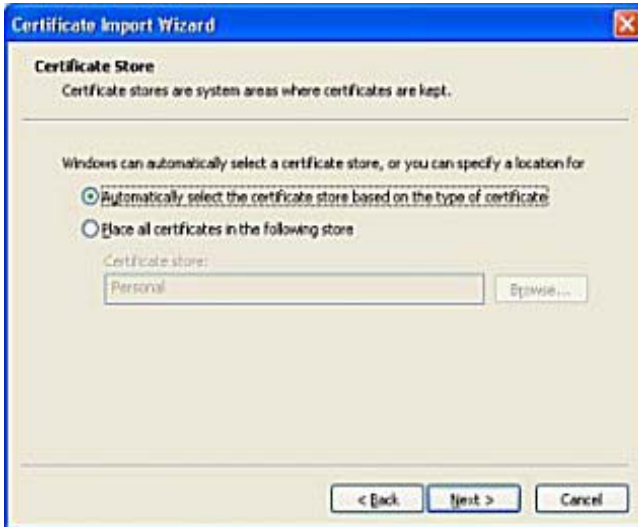 Certificate Import Wizard
Certificate Store
Certificate stores are system areas where certificates are kept.
Windows can automatically select a certificate store, or you can specify a location for
Automatically select the certificate store based on the type of certificate
Place all certificates in the following store
Certificate store:
Personal
Browse...
< Back
Next >
Cancel